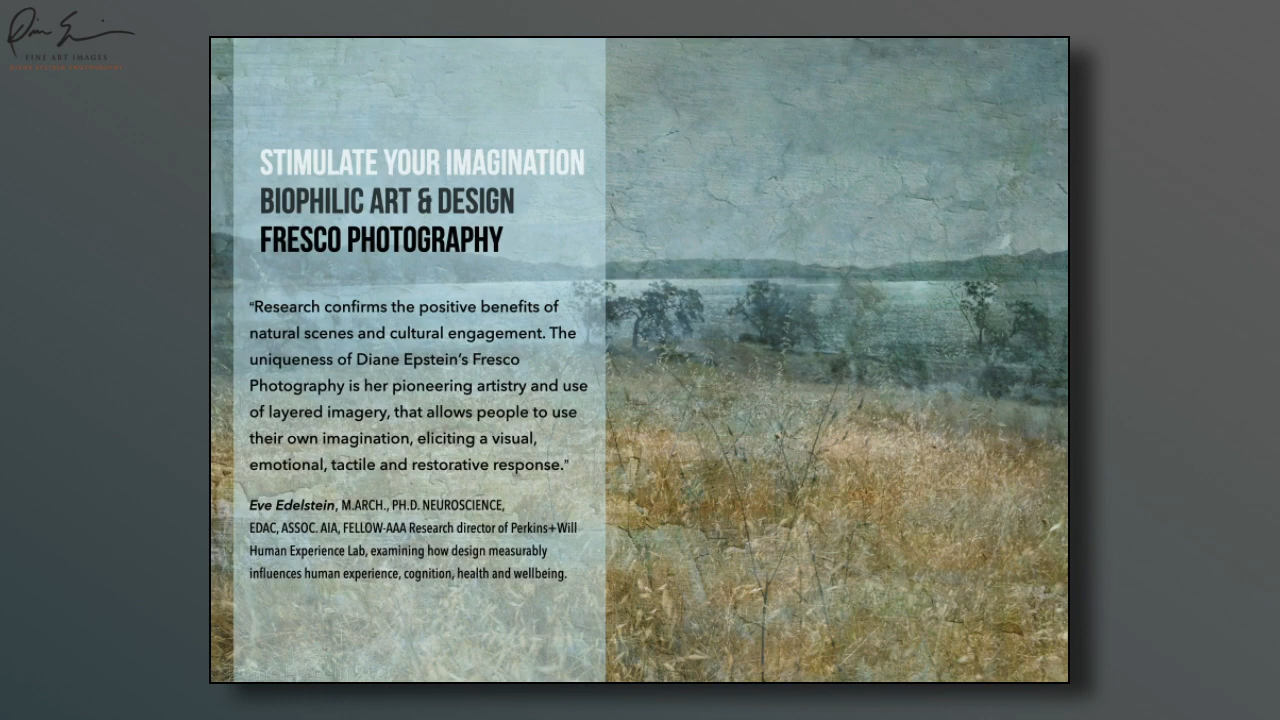 FINE ART IMAGES
STIMULATE YOUR IMAGINATION
BIOPHILIC ART & DESIGN
FRESCO PHOTOGRAPHY
"Research confirms the positive benefits of
natural scenes and cultural engagement. The
uniqueness of Diane Epstein's Fresco
Photography is her pioneering artistry and use
of layered imagery, that allows people to use
their own imagination, eliciting a visual,
emotional, tactile and restorative response."
Eve Edelstein, M.ARCH., PH.D. NEUROSCIENCE,
EDAC, ASSOC. AIA, FELLOW-AAA Research director of Perkins+Will
Human Experience Lab, examining how design measurably
influences human experience, cognition, health and wellbeing.